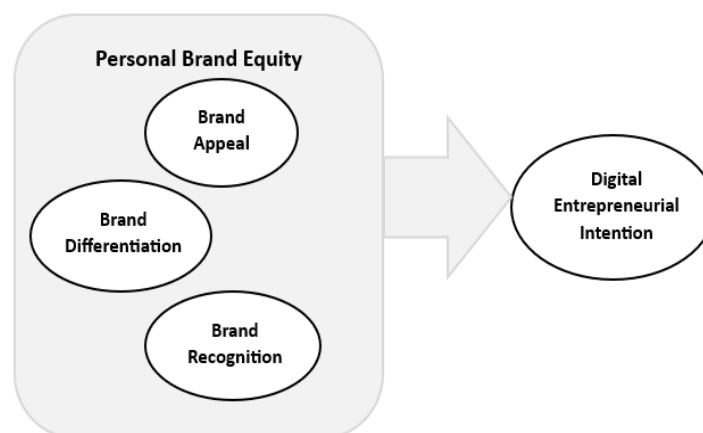 Personal Brand Equity
Brand
Appeal
Brand
Differentiation
Brand
Recognition
Digital
Entrepreneurial
Intention